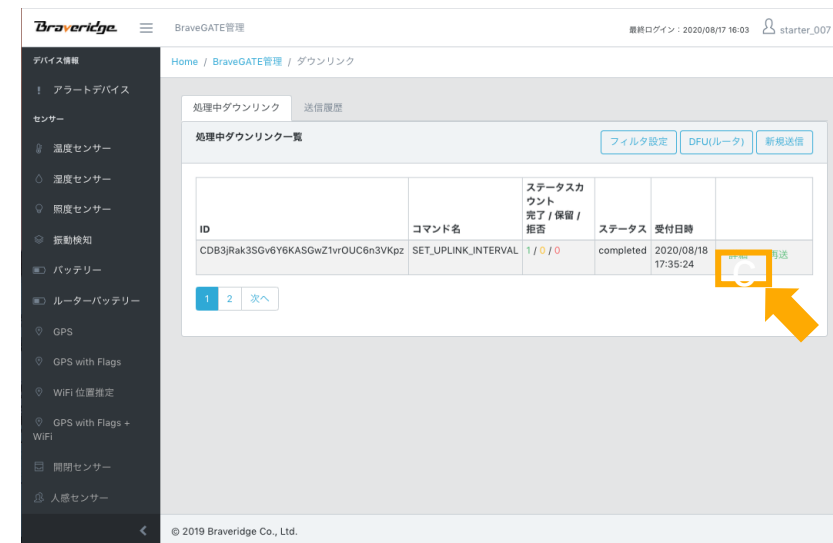 Braveridge
BraveGATE管理
最終ログイン：2020/08/17 16:03
starter_007
デバイス情報
Home / BraveGATE管理 / ダウンリンク
アラートデバイス
センサー
温度センサー
湿度センサー
照度センサー
振動検知
バッテリー
ルーターバッテリー
GPS
GPS with Flags
WiFi 位置推定
GPS with Flags +
WiFi
開閉センサー
人感センサー
処理中ダウンリンク
送信履歴
処理中ダウンリンク一覧
フィルタ設定
DFU(ルータ)
新規送信
ID
コマンド名
ステータスカ
ウント
完了 / 保留 /
拒否
ステータス
受付日時
CDB3jRak3SGv6Y6KASGwZ1vrOUC6n3VKpz
SET_UPLINK_INTERVAL
1 / 0 / 0
completed
2020/08/18
17:35:24
詳細
再送
C
1
2
次へ
© 2019 Braveridge Co., Ltd.